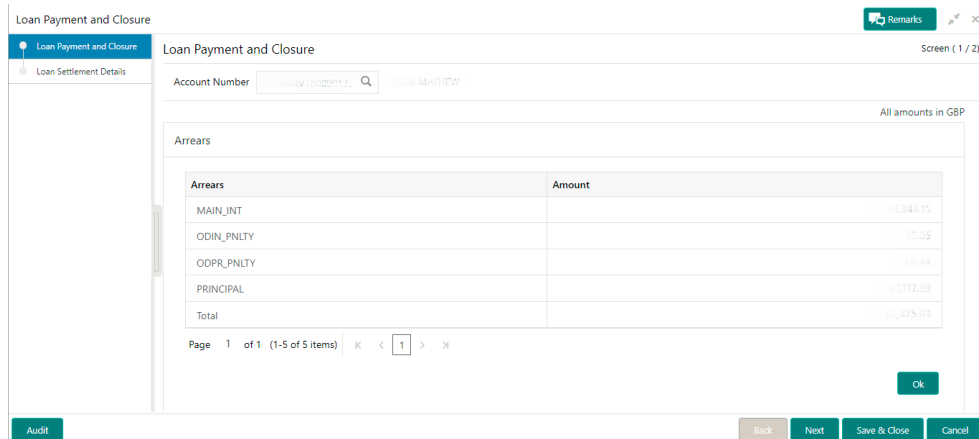 Loan Payment and Closure
Remarks
Loan Payment and Closure
Loan Settlement Details
Loan Payment and Closure
Screen ( 1 / 2)
Account Number
MATHEW
All amounts in GBP
Arrears
Arrears Amount
MAIN_INT
ODIN_PNLTY
ODPR_PNLTY
PRINCIPAL
Total
Page 1 of 1 (1-5 of 5 items) 1
Ok
Audit
Back Next Save & Close Cancel